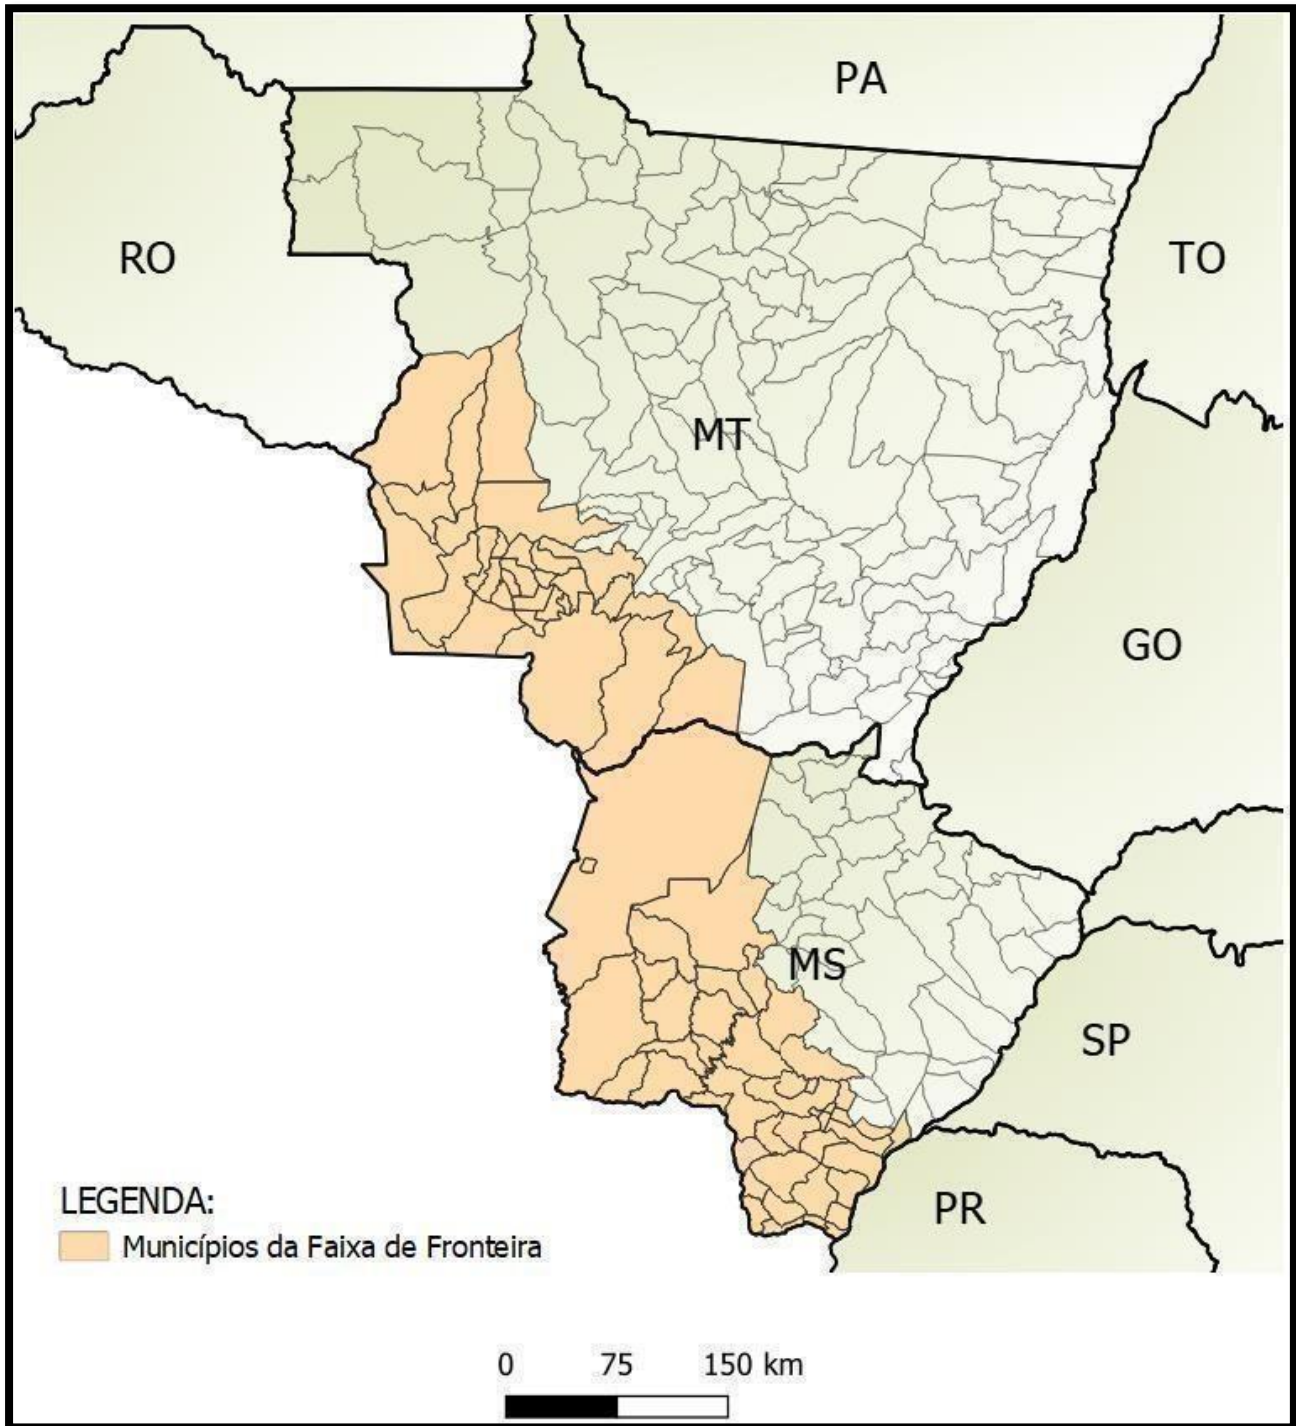 PA
RO
TO
MT
GO
MS
SP
PR
LEGENDA:
Municípios da Faixa de Fronteira
0 75 150 km